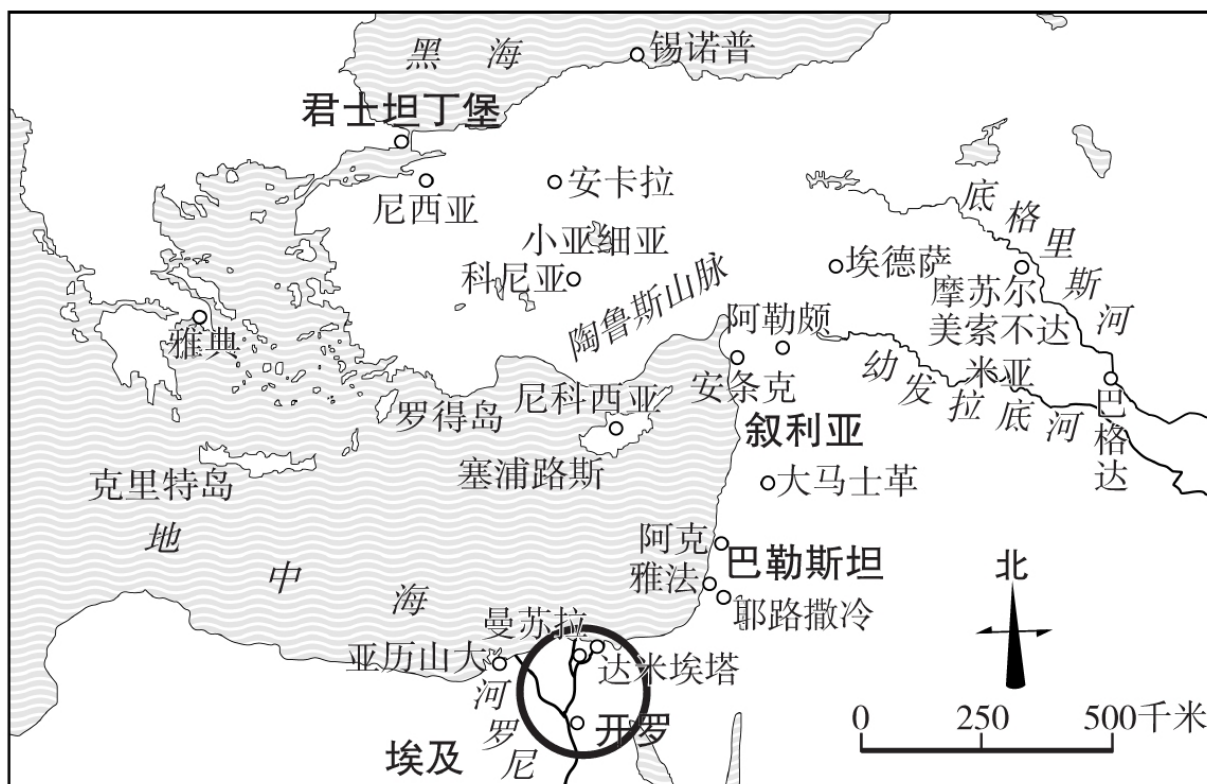 黑海
锡诺普
君士坦丁堡
尼西亚
安卡拉
小亚细亚
科尼亚
陶鲁斯山脉
底格里斯河
埃德萨
摩苏尔
美索不达
米亚
雅典
阿勒颇
安条克
幼发拉底河
巴格达
罗得岛
尼科西亚
叙利亚
塞浦路斯
克里特岛
大马士革
地中海
阿克
巴勒斯坦
雅法
耶路撒冷
北
曼苏拉
亚历山大
达米埃塔
河罗尼
开罗
埃及
0 250 500千米